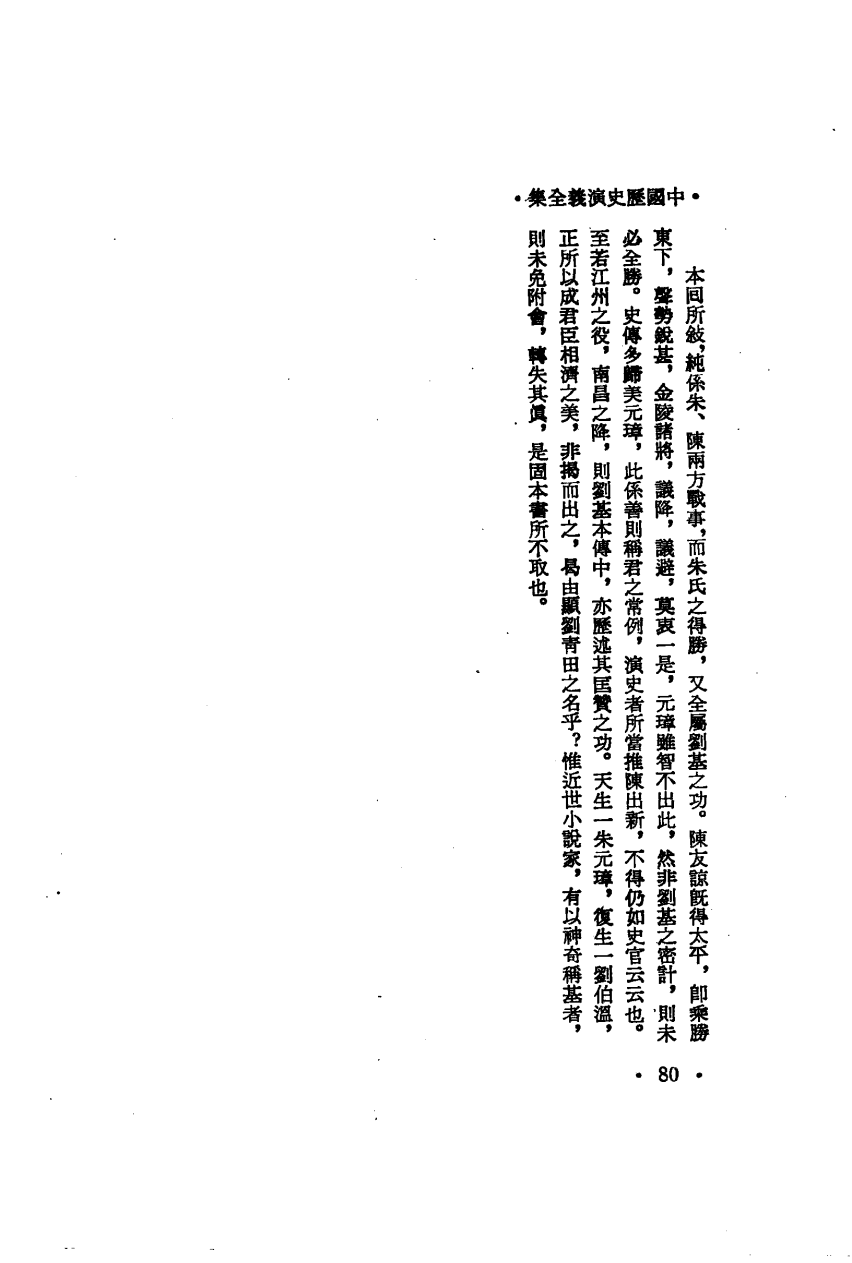 ·集全義演史歷國中·
本回所敍，純係朱、陳兩方戰事，而朱氏之得勝，又全屬劉基之功。陳友諒既得太平，即乘勝
東下，聲勢銳甚，金陵諸將，議降，議避，莫衷一是，元璋雖智不出此，然非劉基之密計，則未
必全勝。史傳多歸美元璋，此係善則稱君之常例，演史者所當推陳出新，不得仍如史官云云也。
至若江州之役，南昌之降，則劉基本傳中，亦歷述其匡贊之功。天生一朱元璋，復生一劉伯溫，
正所以成君臣相濟之美，非揭而出之，曷由顯劉青田之名乎？惟近世小說家，有以神奇稱基者，
則未免附會，轉失其眞，是固本書所不取也。
· 80 ·